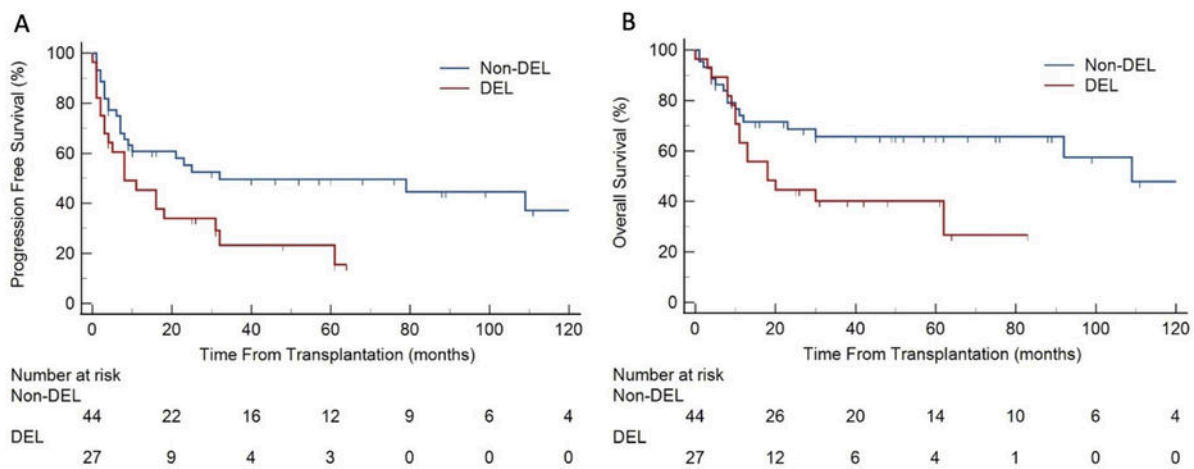 A
Progression Free Survival (%)
100
80
60
40
20
0
Non-DEL
DEL
0 20 40 60 80 100 120
Time From Transplantation (months)
Number at risk
Non-DEL
44 22 16 12 9 6 4
DEL
27 9 4 3 0 0 0
B
Overall Survival (%)
100
80
60
40
20
0
Non-DEL
DEL
0 20 40 60 80 100 120
Time From Transplantation (months)
Number at risk
Non-DEL
44 26 20 14 10 6 4
DEL
27 12 6 4 1 0 0